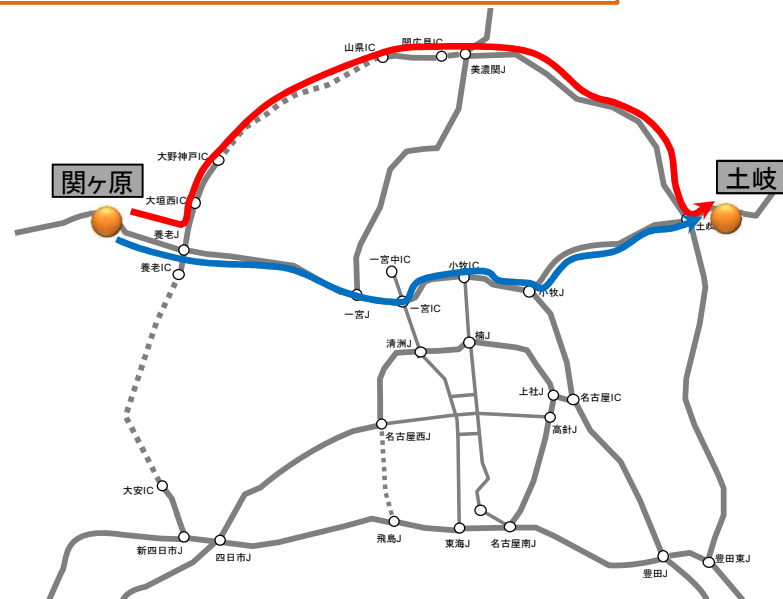 山県IC
関広見IC
美濃関J
大野神戸IC
関ヶ原
土岐
大垣西IC
養老J
養老IC
一宮中IC
小牧IC
小牧J
一宮J
一宮IC
清洲J
楠J
上社J
名古屋IC
高針J
名古屋西J
大安IC
新四日市J
四日市J
飛島J
東海J
名古屋南J
豊田J
豊田東J